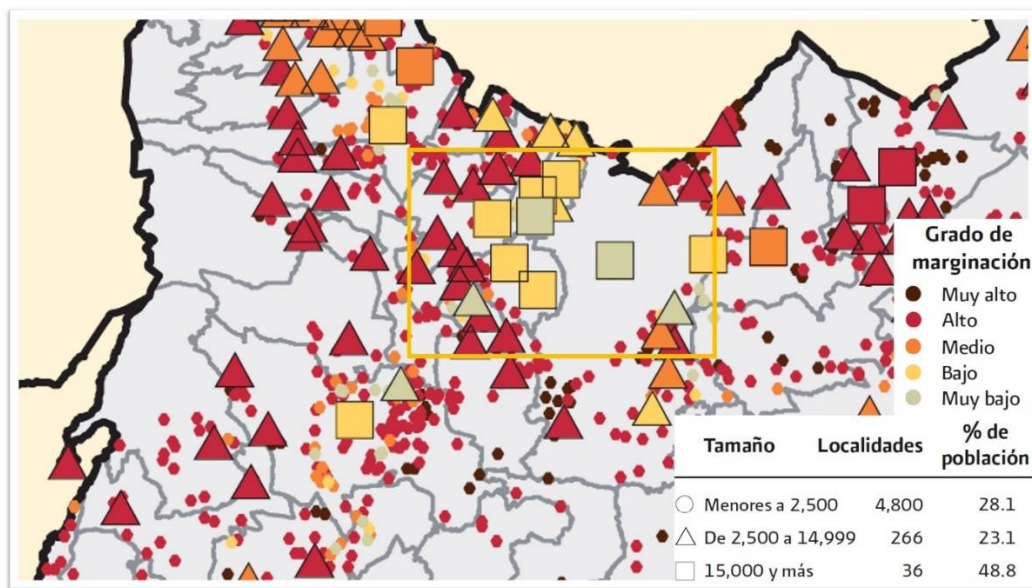 Grado de
marginación
Muy alto
Alto
Medio
Bajo
Muy bajo
Tamaño Localidades % de
población
Menores a 2,500 4,800 28.1
De 2,500 a 14,999 266 23.1
15,000 y más 36 48.8